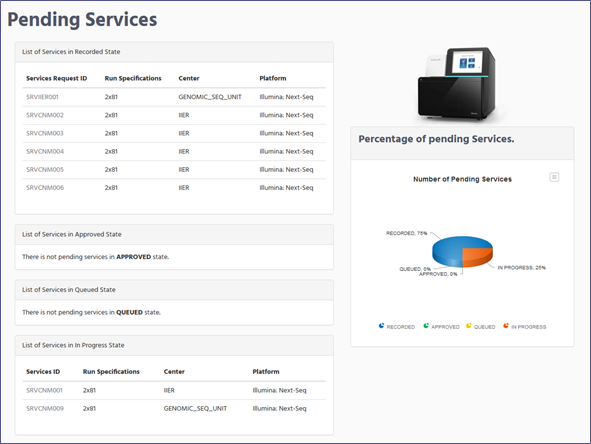 Pending Services
List of Services in Recorded State
Services Request ID Run Specifications Center Platform
SRVIIER001 2x81 GENOMIC_SEQ_UNIT Illumina: Next-Seq
SRVCNM002 2x81 IIER Illumina: Next-Seq
SRVCNM003 2x81 IIER Illumina: Next-Seq
SRVCNM004 2x81 IIER Illumina: Next-Seq
SRVCNM005 2x81 IIER Illumina: Next-Seq
SRVCNM006 2x81 IIER Illumina: Next-Seq
List of Services in Approved State
There is not pending services in APPROVED state.
List of Services in Queued State
There is not pending services in QUEUED state.
List of Services in In Progress State
Services ID Run Specifications Center Platform
SRVCNM001 2x81 IIER Illumina: Next-Seq
SRVCNM009 2x81 GENOMIC_SEQ_UNIT Illumina: Next-Seq
Percentage of pending Services.
Number of Pending Services
RECORDED, 75%
QUEUED, 0%
APPROVED, 0%
IN PROGRESS, 25%
RECORDED APPROVED QUEUED IN PROGRESS